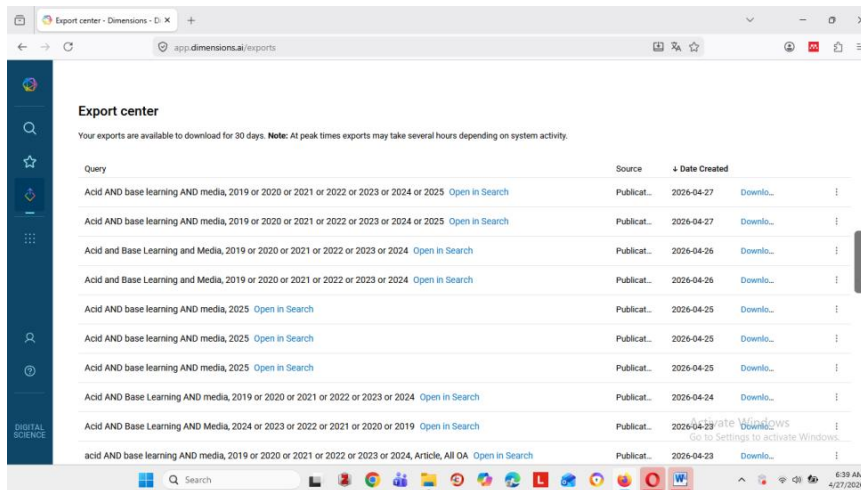 Export center - Dimensions - Di
app.dimensions.ai/exports
Export center
Your exports are available to download for 30 days. Note: At peak times exports may take several hours depending on system activity.
Query Source ↓ Date Created
Acid AND base learning AND media, 2019 or 2020 or 2021 or 2022 or 2023 or 2024 or 2025 Open in Search Publicat... 2026-04-27 Downlo...
Acid AND base learning AND media, 2019 or 2020 or 2021 or 2022 or 2023 or 2024 or 2025 Open in Search Publicat... 2026-04-27 Downlo...
Acid and Base Learning and Media, 2019 or 2020 or 2021 or 2022 or 2023 or 2024 Open in Search Publicat... 2026-04-26 Downlo...
Acid and Base Learning and Media, 2019 or 2020 or 2021 or 2022 or 2023 or 2024 Open in Search Publicat... 2026-04-26 Downlo...
Acid AND base learning AND media, 2025 Open in Search Publicat... 2026-04-25 Downlo...
Acid AND base learning AND media, 2025 Open in Search Publicat... 2026-04-25 Downlo...
Acid AND base learning AND media, 2025 Open in Search Publicat... 2026-04-25 Downlo...
Acid AND Base Learning AND media, 2019 or 2020 or 2021 or 2022 or 2023 or 2024 Open in Search Publicat... 2026-04-24 Downlo...
Acid AND Base Learning AND Media, 2024 or 2023 or 2022 or 2021 or 2020 or 2019 Open in Search Publicat... 2026-04-23 Downlo...
acid AND base learning AND media, 2019 or 2020 or 2021 or 2022 or 2023 or 2024, Article, All OA Open in Search Publicat... 2026-04-23 Downlo...
Activate Windows
Go to Settings to activate Windows.
DIGITAL
SCIENCE
Search
6:39 AM
4/27/202